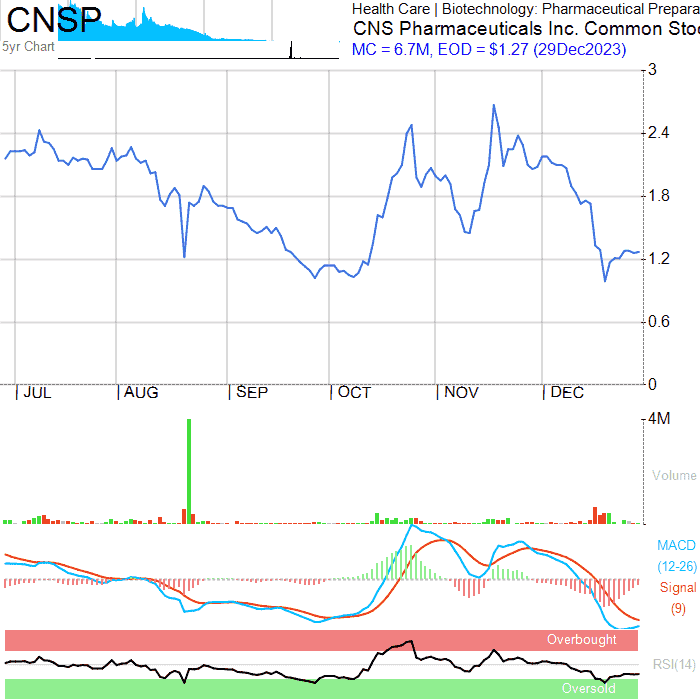 CNSP
Health Care | Biotechnology: Pharmaceutical Prepara
CNS Pharmaceuticals Inc. Common Stoc
5yr Chart
MC = 6.7M, EOD = $1.27 (29Dec2023)
3
2.4
1.8
1.2
0.6
0
JUL AUG SEP OCT NOV DEC
4M
Volume
MACD
(12-26)
Signal
(9)
Overbought
RSI(14)
Oversold